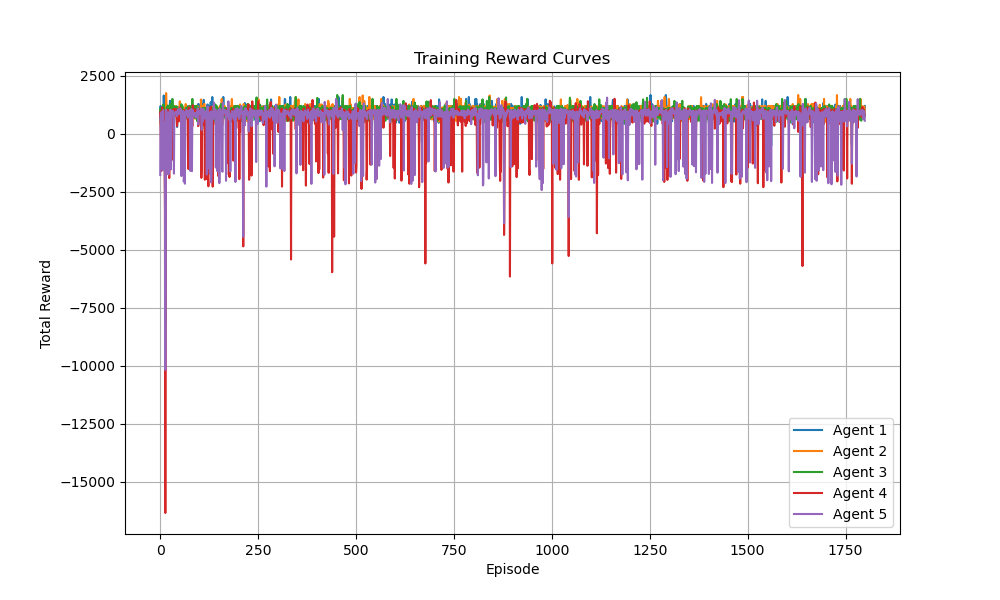 Training Reward Curves
2500
0
−2500
−5000
−7500
−10000
−12500
−15000
Total Reward
0 250 500 750 1000 1250 1500 1750
Episode
Agent 1
Agent 2
Agent 3
Agent 4
Agent 5